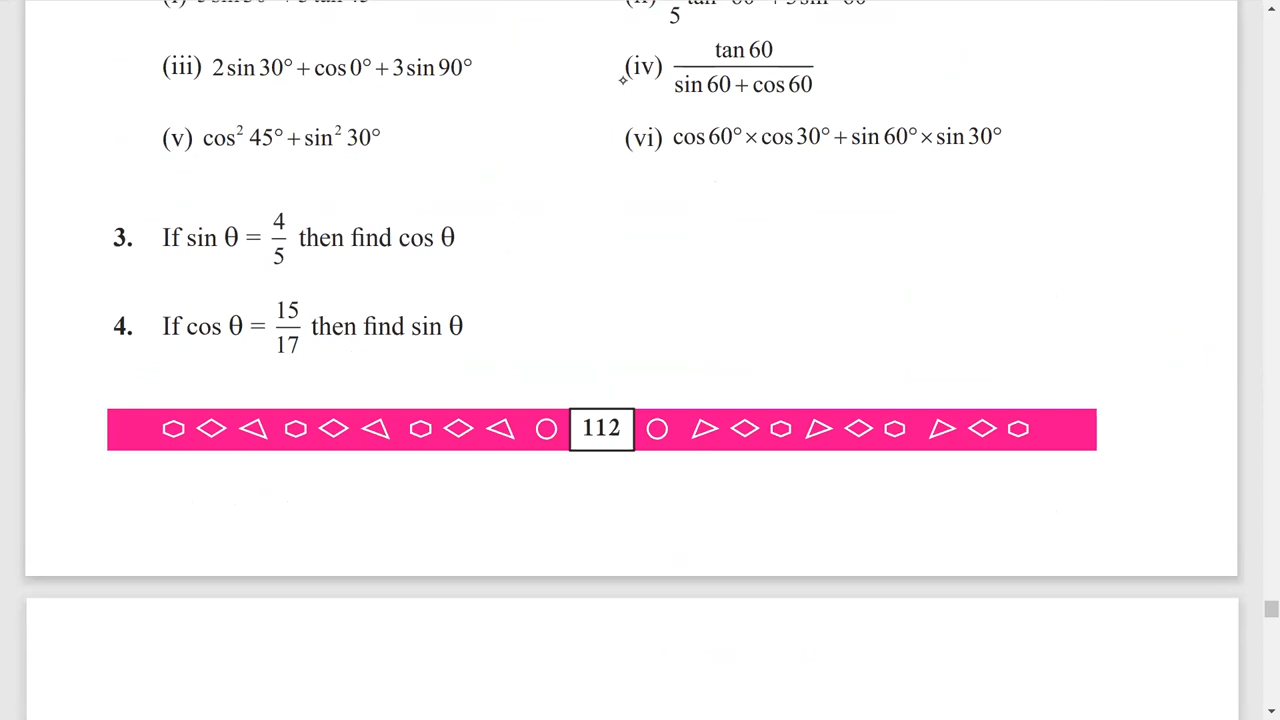 5
(iii) 2 sin 30° + cos 0° + 3 sin 90°
(iv) tan 60
sin 60 + cos 60
(v) cos² 45° + sin² 30°
(vi) cos 60° × cos 30° + sin 60° × sin 30°
3. If sin θ = 4/5 then find cos θ
4. If cos θ = 15/17 then find sin θ
112